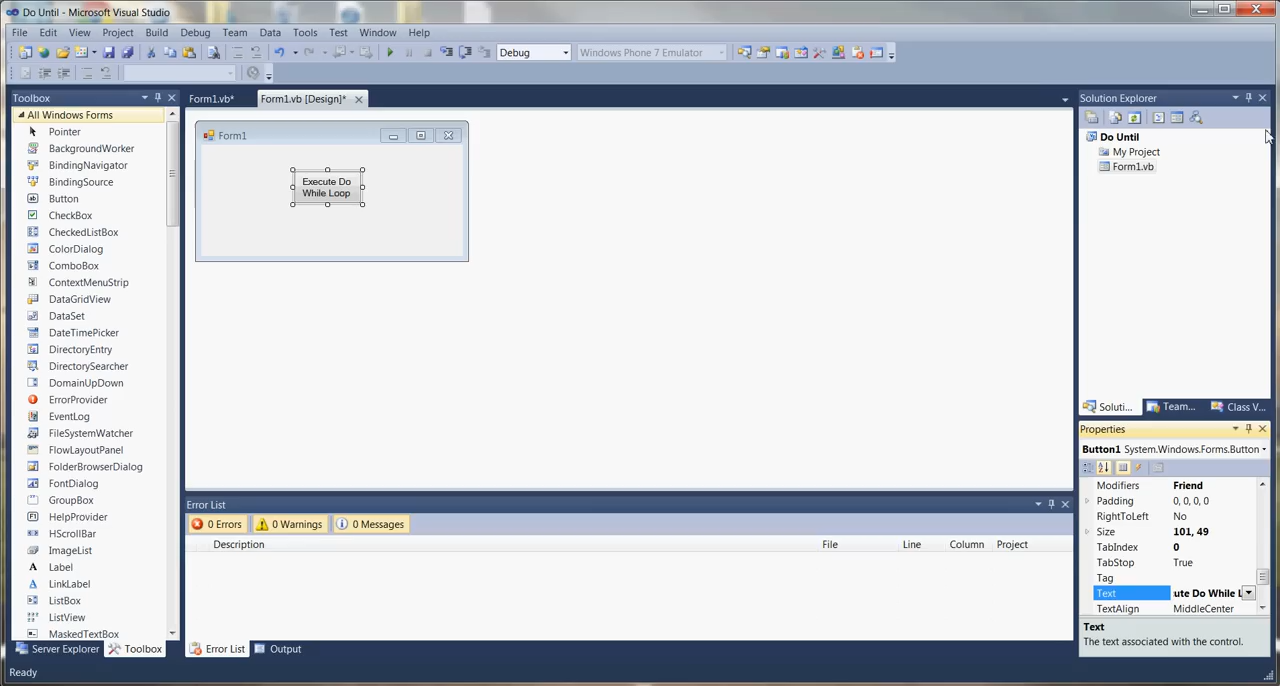 Do Until - Microsoft Visual Studio
File Edit View Project Build Debug Team Data Tools Test Window Help
Debug Windows Phone 7 Emulator
Toolbox
All Windows Forms
Pointer
BackgroundWorker
BindingNavigator
BindingSource
Button
CheckBox
CheckedListBox
ColorDialog
ComboBox
ContextMenuStrip
DataGridView
DataSet
DateTimePicker
DirectoryEntry
DirectorySearcher
DomainUpDown
ErrorProvider
EventLog
FileSystemWatcher
FlowLayoutPanel
FolderBrowserDialog
FontDialog
GroupBox
HelpProvider
HScrollBar
ImageList
Label
LinkLabel
ListBox
ListView
MaskedTextBox
Server Explorer Toolbox
Form1.vb* Form1.vb [Design]*
Form1
Execute Do
While Loop
Error List
0 Errors 0 Warnings 0 Messages
Description File Line Column Project
Error List Output
Solution Explorer
Do Until
My Project
Form1.vb
Soluti... Team... Class V...
Properties
Button1 System.Windows.Forms.Button
Modifiers Friend
Padding 0, 0, 0, 0
RightToLeft No
Size 101, 49
TabIndex 0
TabStop True
Tag
Text ute Do While L
TextAlign MiddleCenter
Text
The text associated with the control.
Ready